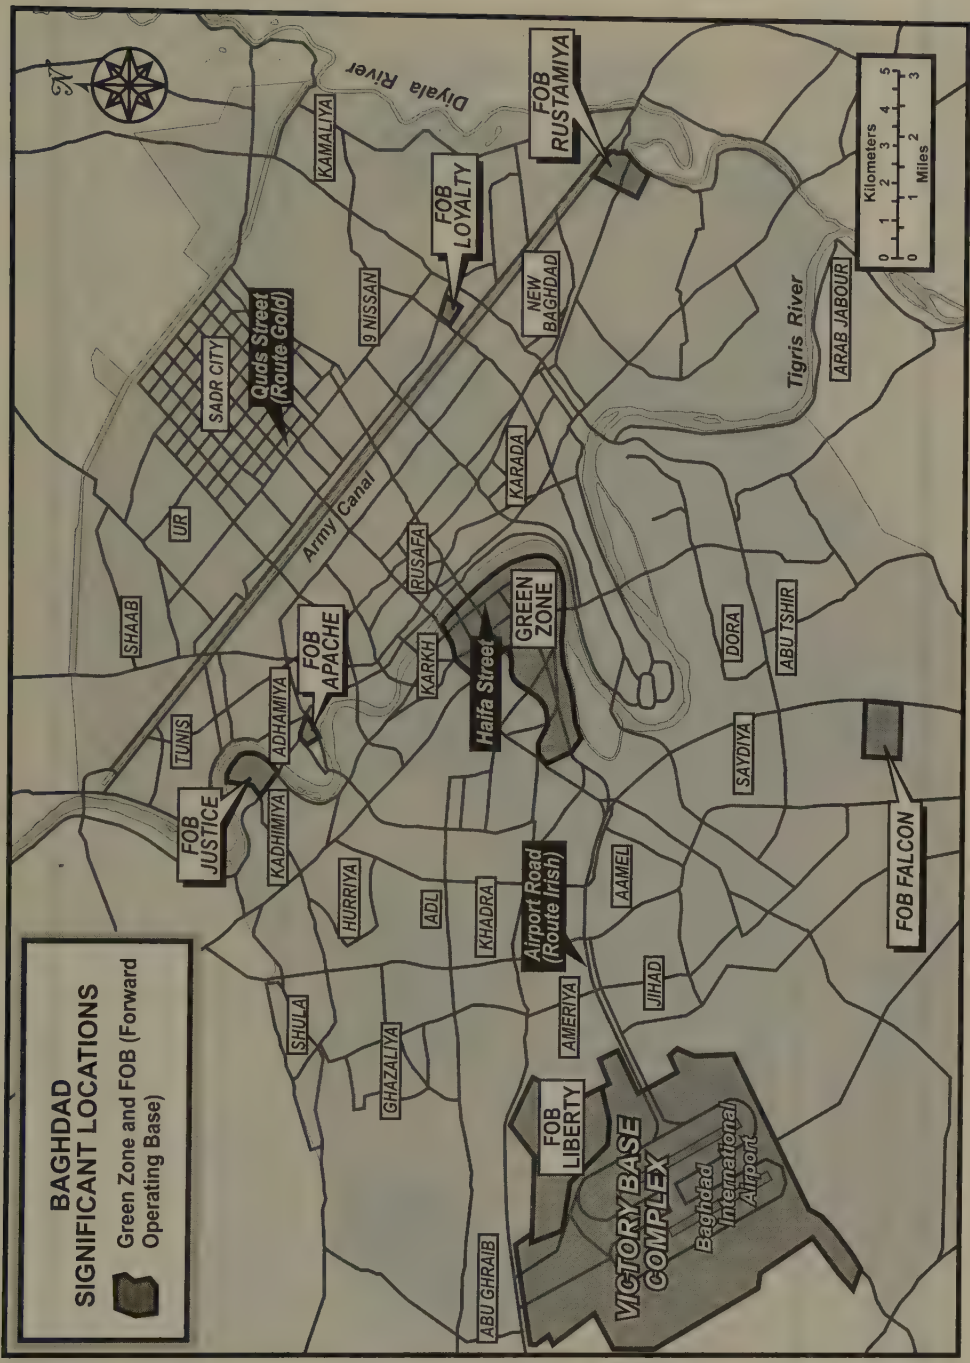 BAGHDAD
SIGNIFICANT LOCATIONS
Green Zone and FOB (Forward
Operating Base)
N
Kilometers
0 1 2 3 4 5
0 1 2 3
Miles
SHAAB
UR
SADR CITY
Quds Street
(Route Gold)
KAMALIYA
Diyala River
9 NISSAN
FOB
LOYALTY
FOB
RUSTAMIYA
NEW
BAGHDAD
Army Canal
TUNIS
ADHAMIYA
FOB
APACHE
FOB
JUSTICE
KADHIMIYA
RUSAFA
KARADA
KARKH
Haifa Street
GREEN
ZONE
HURRIYA
ADL
KHADRA
SHULA
GHAZALIYA
AMERIYA
Airport Road
(Route Irish)
AAMEL
JIHAD
SAYDIYA
DORA
ABU TSHIR
Tigris River
ARAB JABOUR
FOB FALCON
ABU GHRAIB
FOB
LIBERTY
VICTORY BASE
COMPLEX
Baghdad
International
Airport